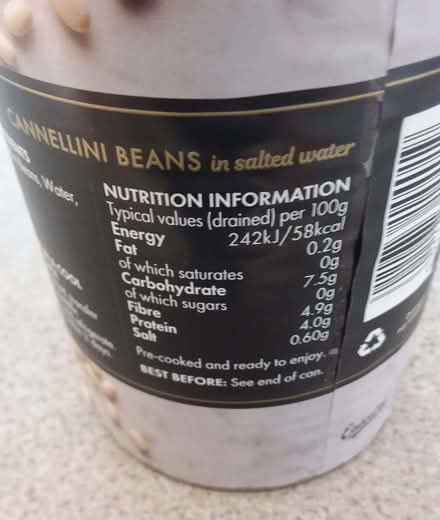 CANNELLINI BEANS in salted water
Water,
COOL
days.
NUTRITION INFORMATION
Typical values (drained) per 100g
Energy 242kJ/58kcal
Fat 0.2g
of which saturates 0g
Carbohydrate 7.5g
of which sugars 0g
Fibre 4.9g
Protein 4.0g
Salt 0.60g
Pre-cooked and ready to enjoy.
BEST BEFORE: See end of can.